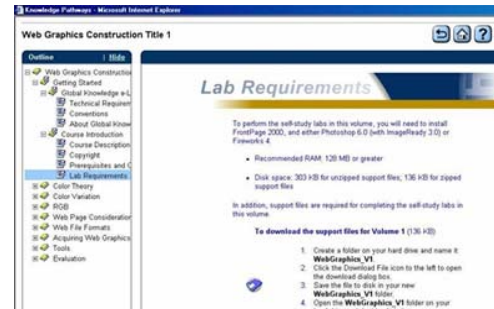 Knowledge Pathways - Microsoft Internet Explorer
Web Graphics Construction Title 1
?
Outline | Hide
Web Graphics Constructio
Getting Started
Global Knowledge e-L
Technical Requirem
Conventions
About Global Know
Course Introduction
Course Description
Copyright
Prerequisites and C
Lab Requirements
Color Theory
Color Variation
RGB
Web Page Consideration
Web File Formats
Acquiring Web Graphics
Tools
Evaluation
Lab Requirements
To perform the self-study labs in this volume, you will need to install
FrontPage 2000, and either Photoshop 6.0 (with ImageReady 3.0) or
Fireworks 4.
• Recommended RAM: 128 MB or greater
• Disk space: 303 KB for unzipped support files; 136 KB for zipped
support files
In addition, support files are required for completing the self-study labs in
this volume.
To download the support files for Volume 1 (136 KB)
1. Create a folder on your hard drive and name it
WebGraphics_V1.
2. Click the Download File icon to the left to open
the download dialog box.
3. Save the file to disk in your new
WebGraphics_V1 folder.
4. Open the WebGraphics_V1 folder on your